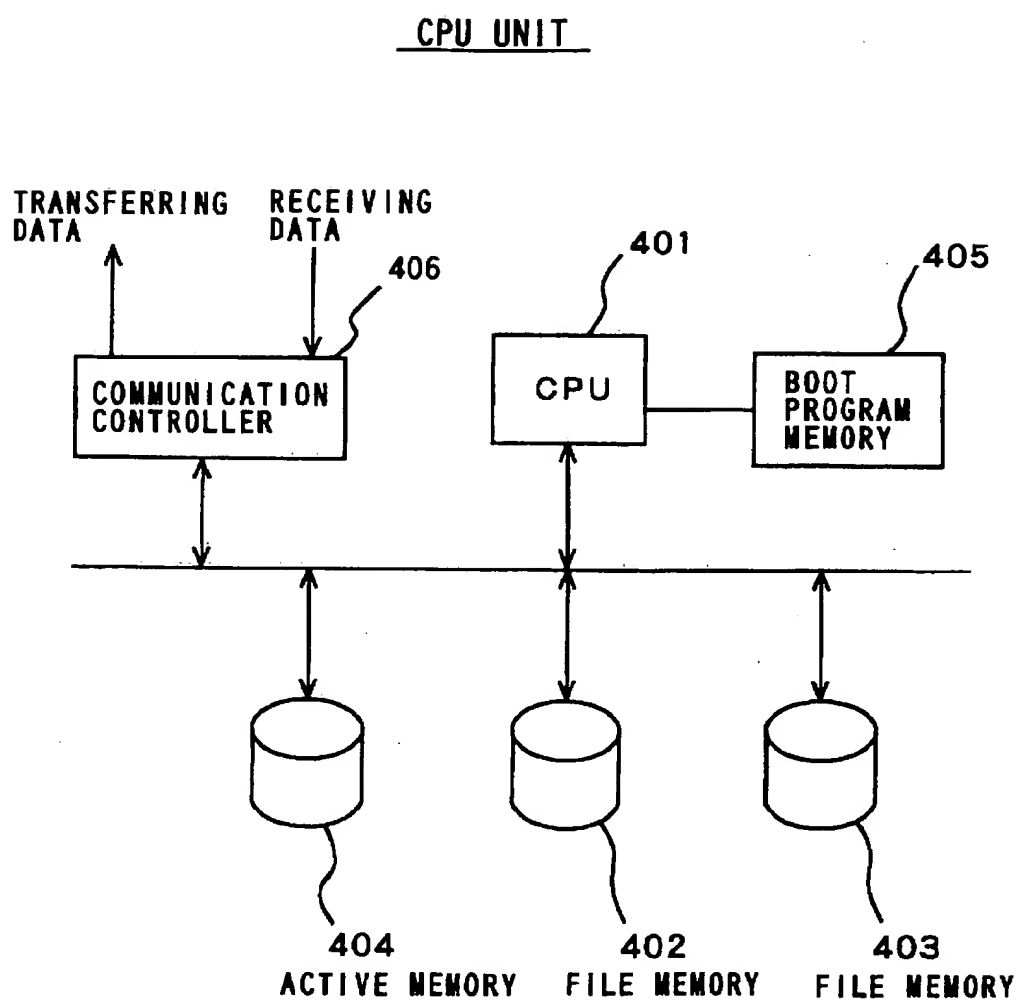 CPU UNIT
TRANSFERRING
DATA
RECEIVING
DATA
406
401
405
COMMUNICATION
CONTROLLER
CPU
BOOT
PROGRAM
MEMORY
404
ACTIVE MEMORY
402
FILE MEMORY
403
FILE MEMORY